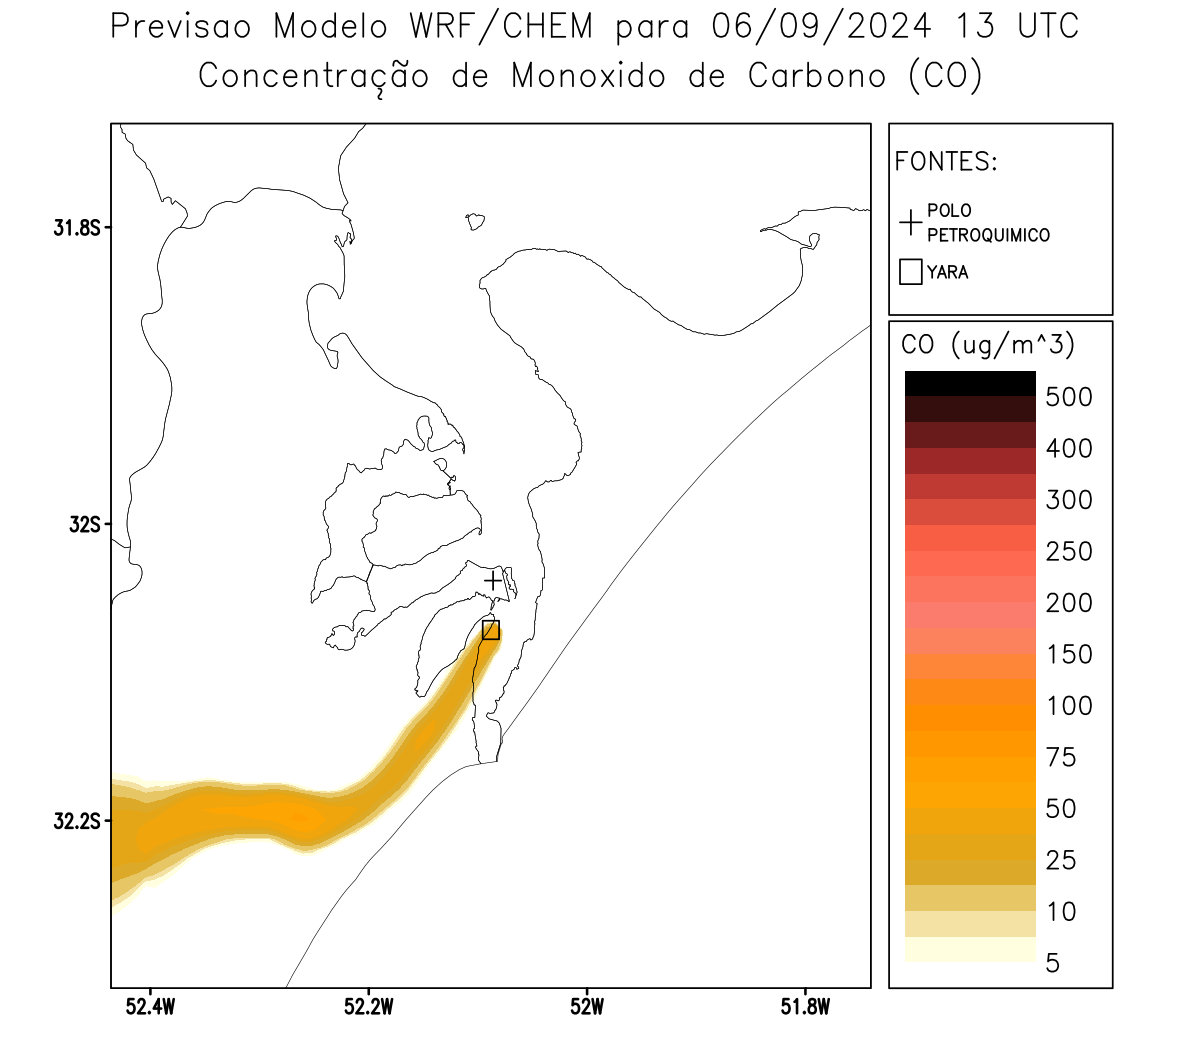 Previsao Modelo WRF/CHEM para 06/09/2024 13 UTC
Concentração de Monoxido de Carbono (CO)
FONTES:
POLO
PETROQUIMICO
YARA
CO (ug/m^3)
500
400
300
250
200
150
100
75
50
25
10
5
31.8S
32S
32.2S
52.4W
52.2W
52W
51.8W